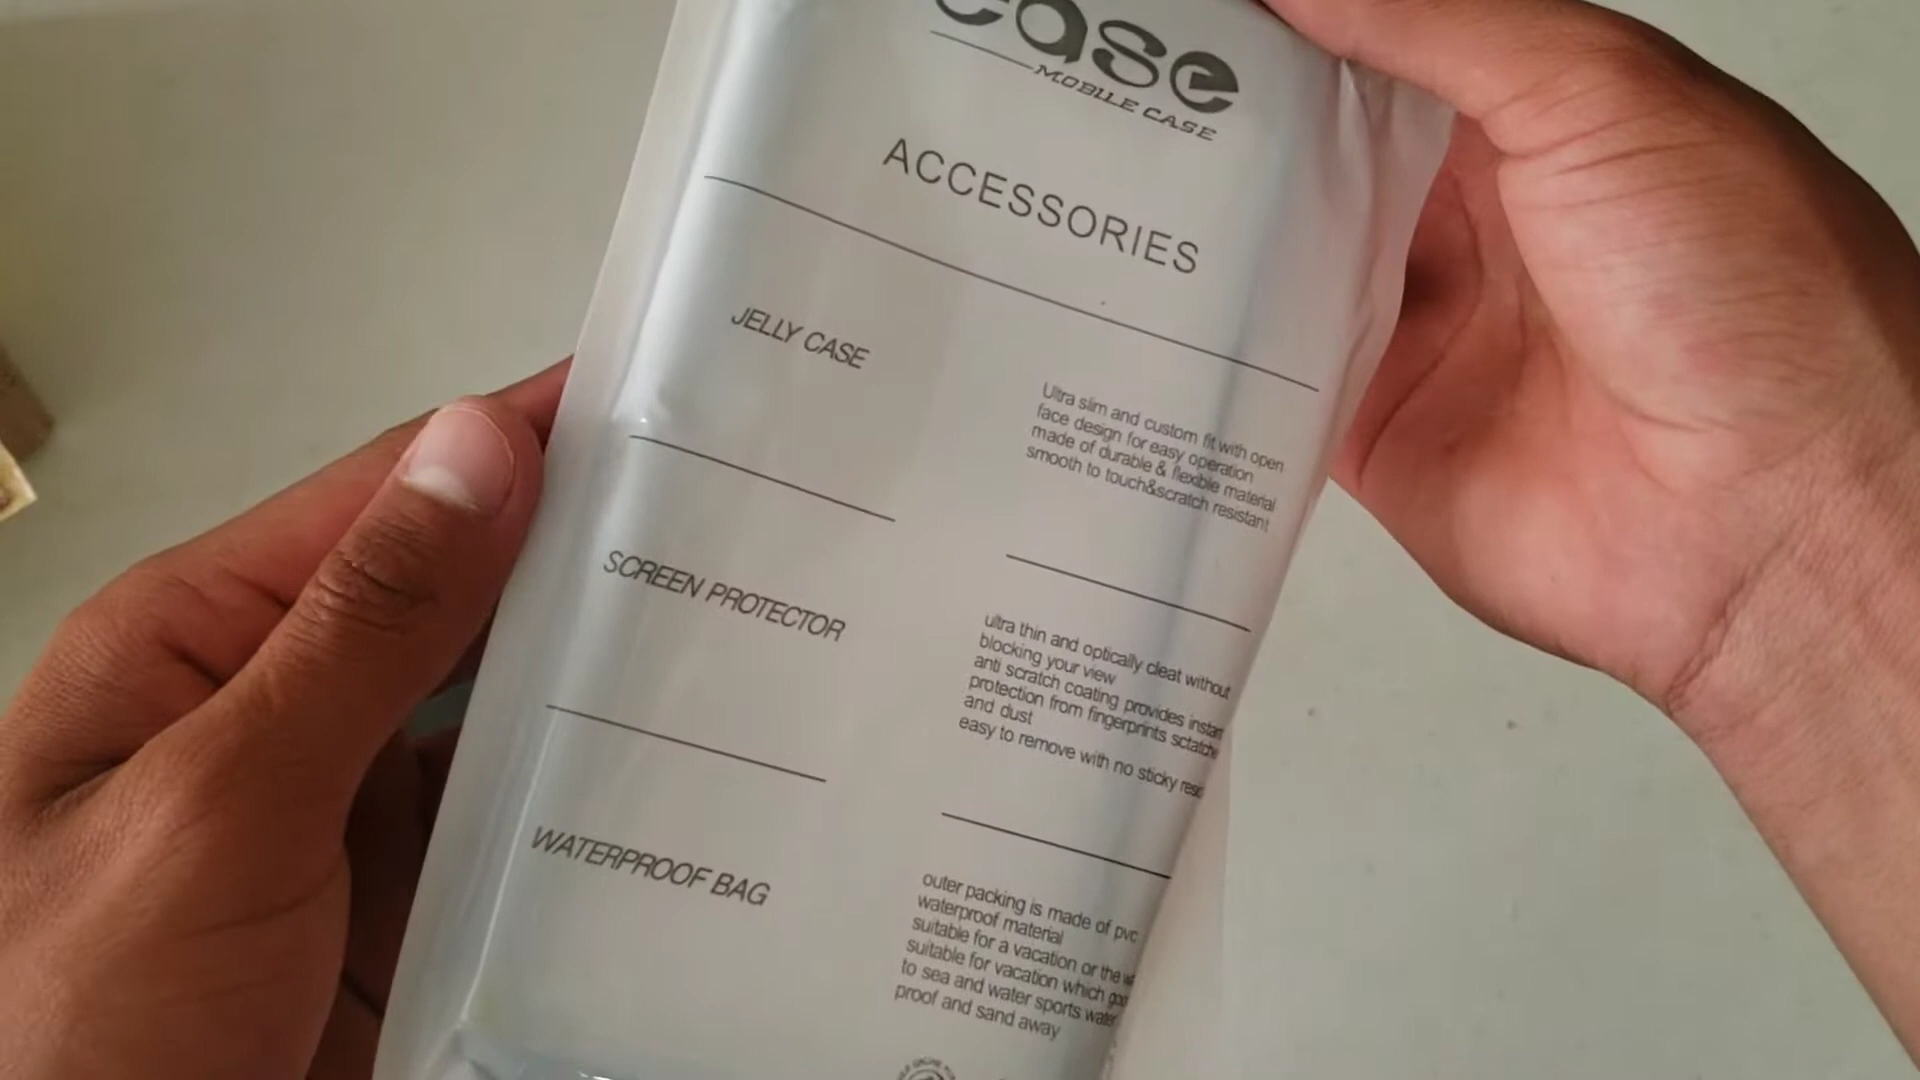 case
MOBILE CASE
ACCESSORIES
JELLY CASE
Ultra slim and custom fit with open
face design for easy operation
made of durable & flexible material
smooth to touch&scratch resistant
SCREEN PROTECTOR
ultra thin and optically cleat without
blocking your view
anti scratch coating provides instan
protection from fingerprints sctatche
and dust
easy to remove with no sticky resi
WATERPROOF BAG
outer packing is made of pvc
waterproof material
suitable for a vacation or the
suitable for vacation which
to sea and water sports water
proof and sand away